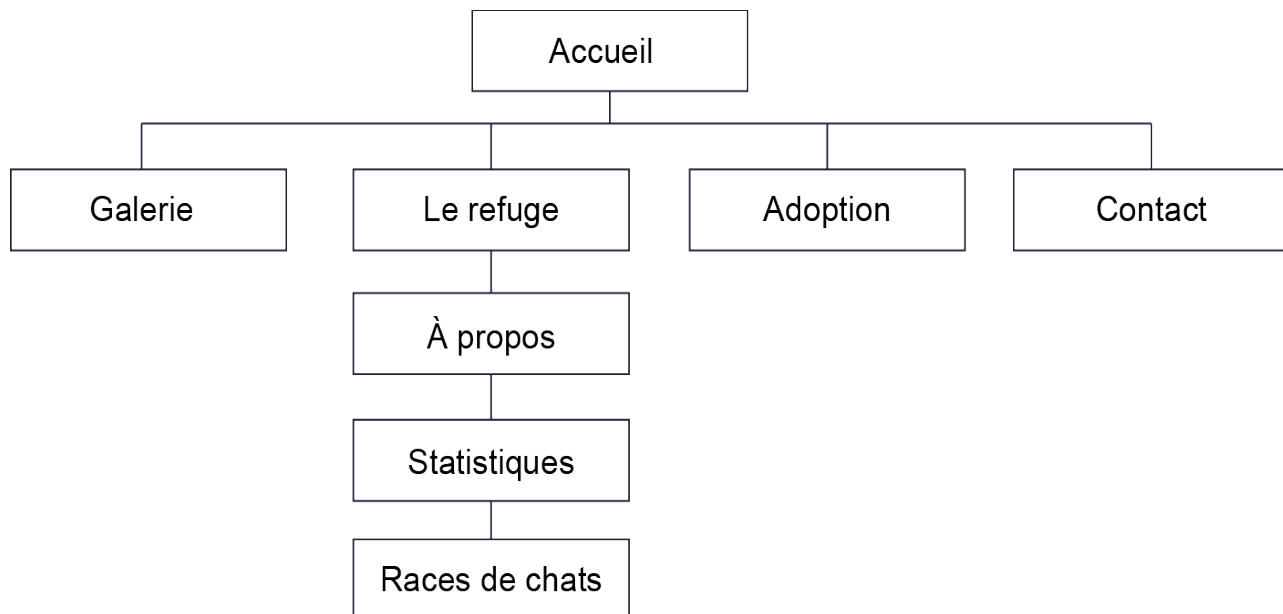 Accueil
Galerie
Le refuge
Adoption
Contact
À propos
Statistiques
Races de chats